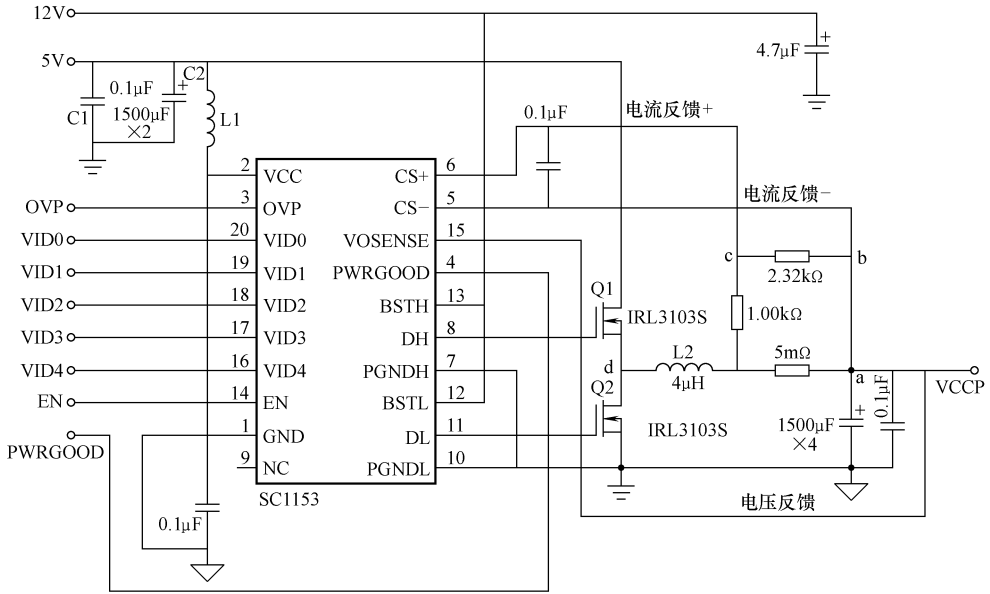 12V
5V
4.7μF
+
C2
0.1μF
+
1500μF
×2
C1
L1
0.1μF
电流反馈+
电流反馈−
2 VCC
3 OVP
20 VID0
19 VID1
18 VID2
17 VID3
16 VID4
14 EN
1 GND
9 NC
CS+ 6
CS− 5
VOSENSE 15
PWRGOOD 4
BSTH 13
DH 8
PGNDH 7
BSTL 12
DL 11
PGNDL 10
SC1153
OVP
VID0
VID1
VID2
VID3
VID4
EN
PWRGOOD
0.1μF
Q1
IRL3103S
d
Q2
IRL3103S
L2
4μH
c
b
2.32kΩ
1.00kΩ
5mΩ
a
VCCP
+
1500μF
×4
0.1μF
电压反馈